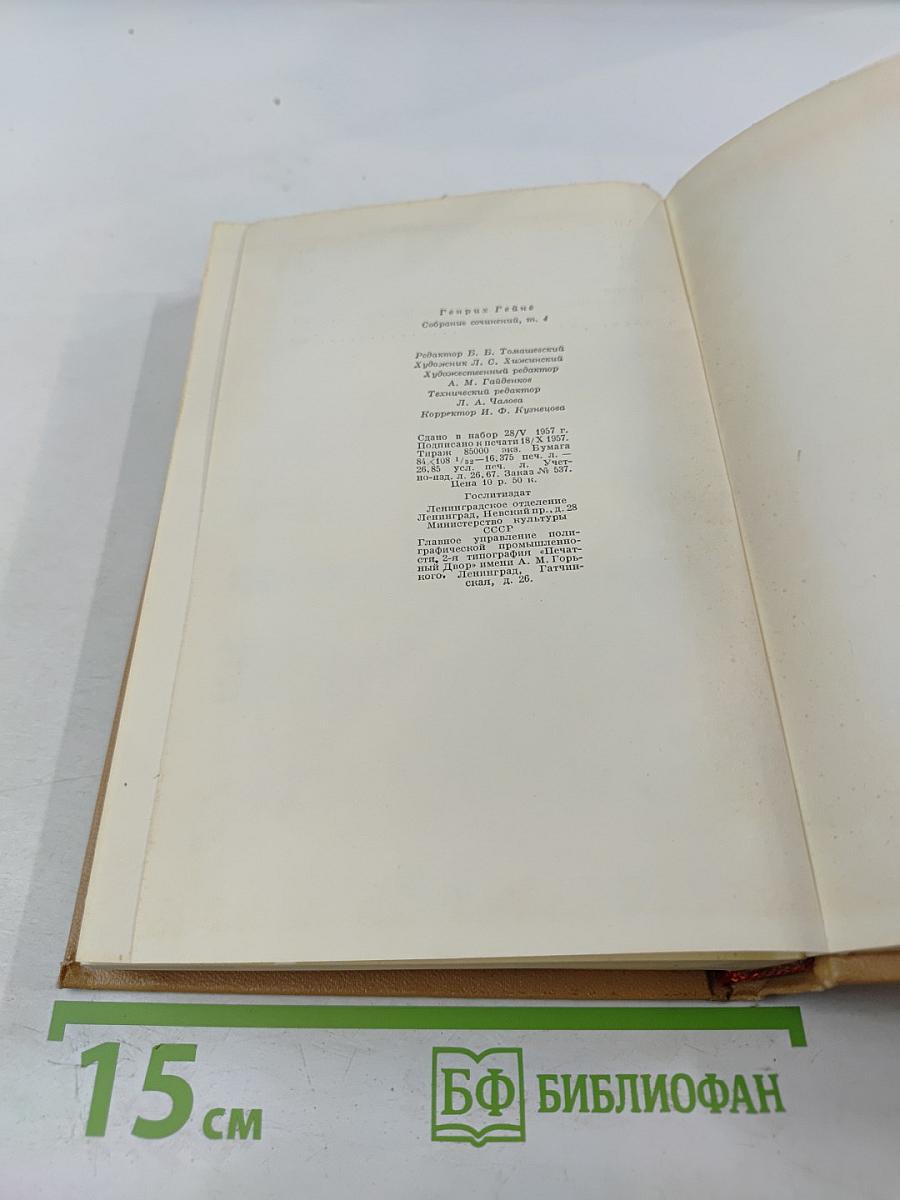 Генрих Гейне
Собрание сочинений, т. 4
Редактор Б. Б. Томашевский
Художник Л. С. Хижинский
Художественный редактор
А. М. Гайденков
Технический редактор
Л. А. Чалова
Корректор И. Ф. Кузнецова
Сдано в набор 28/V 1957 г.
Подписано к печати 18/X 1957.
Тираж 85000 экз. Бумага
84×108 1/32—16,375 печ. л. —
26,85 усл. печ. л. Учет-
но-изд. л. 26,67. Заказ № 537.
Цена 10 р. 50 к.
Гослитиздат
Ленинградское отделение
Ленинград, Невский пр., д. 28
Министерство культуры
СССР
Главное управление поли-
графической промышленно-
сти. 2-я типография «Печат-
ный Двор» имени А. М. Горь-
кого. Ленинград, Гатчин-
ская, д. 26.
15 см
БФ БИБЛИОФАН